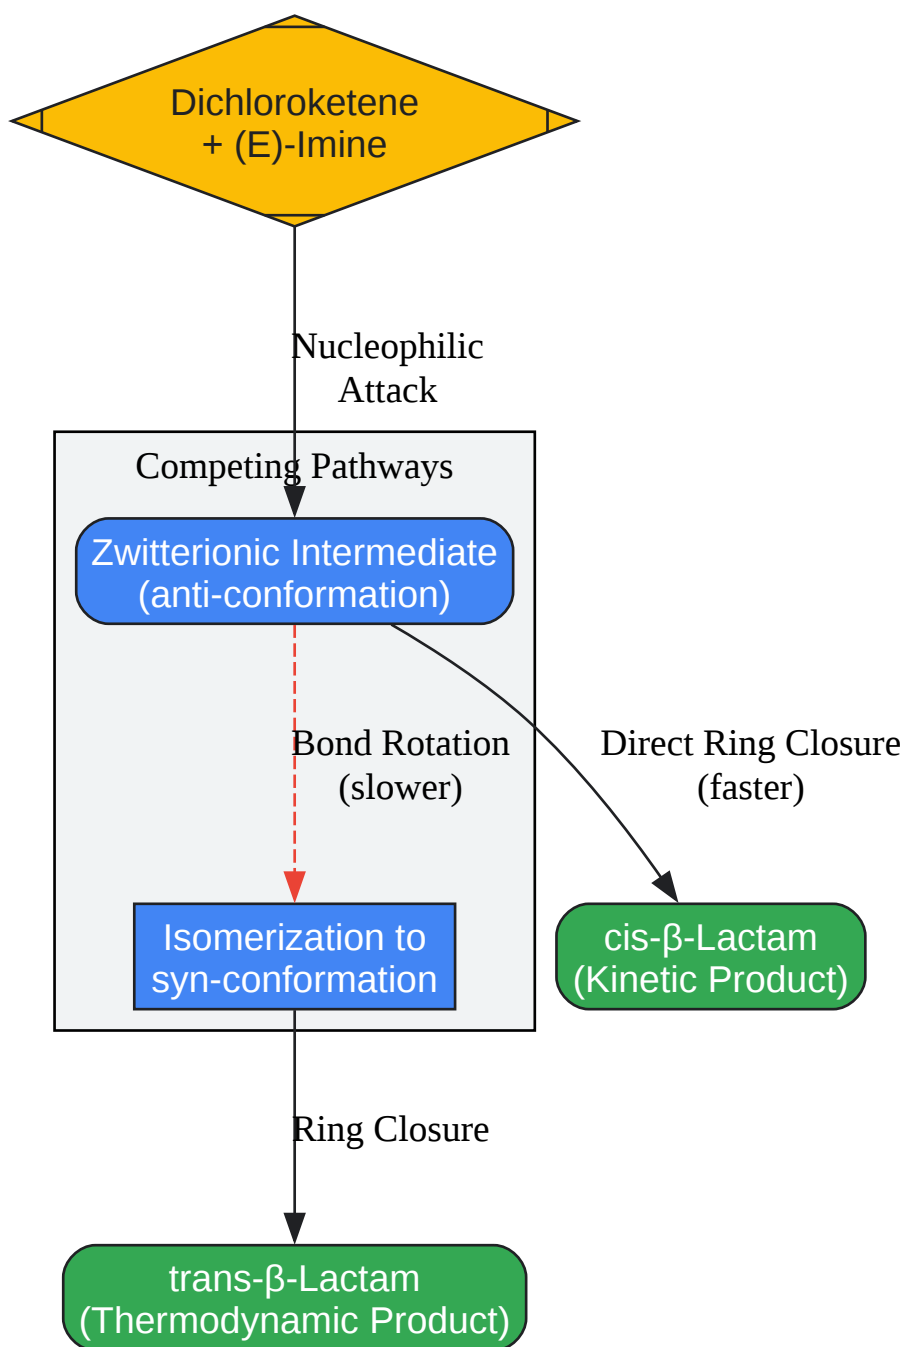 Dichloroketene
+ (E)-Imine
Nucleophilic
Attack
Competing Pathways
Zwitterionic Intermediate
(anti-conformation)
Bond Rotation
(slower)
Direct Ring Closure
(faster)
Isomerization to
syn-conformation
cis-β-Lactam
(Kinetic Product)
Ring Closure
trans-β-Lactam
(Thermodynamic Product)